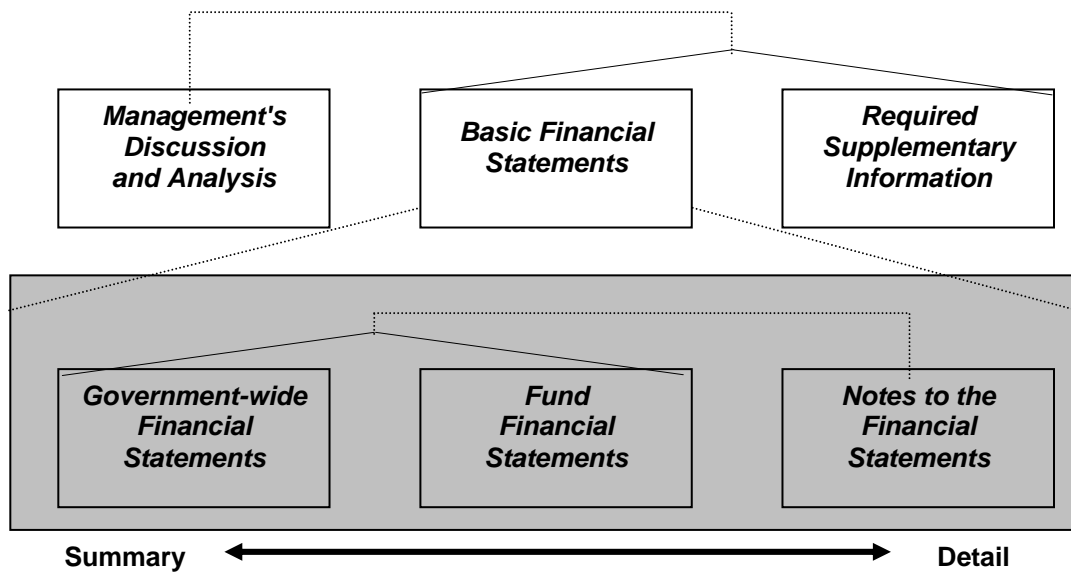 Management's
Discussion
and Analysis
Basic Financial
Statements
Required
Supplementary
Information
Government-wide
Financial
Statements
Fund
Financial
Statements
Notes to the
Financial
Statements
Summary
Detail